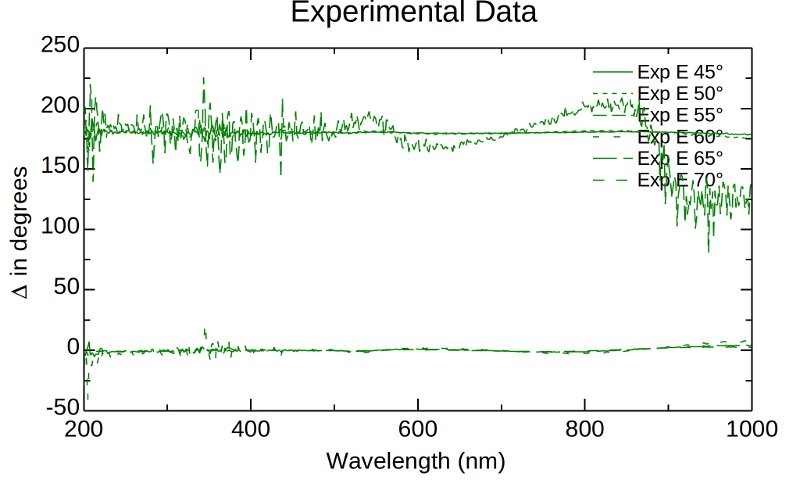 Experimental Data
250
200
150
100
50
0
-50
Δ in degrees
Exp E 45°
Exp E 50°
Exp E 55°
Exp E 60°
Exp E 65°
Exp E 70°
200 400 600 800 1000
Wavelength (nm)